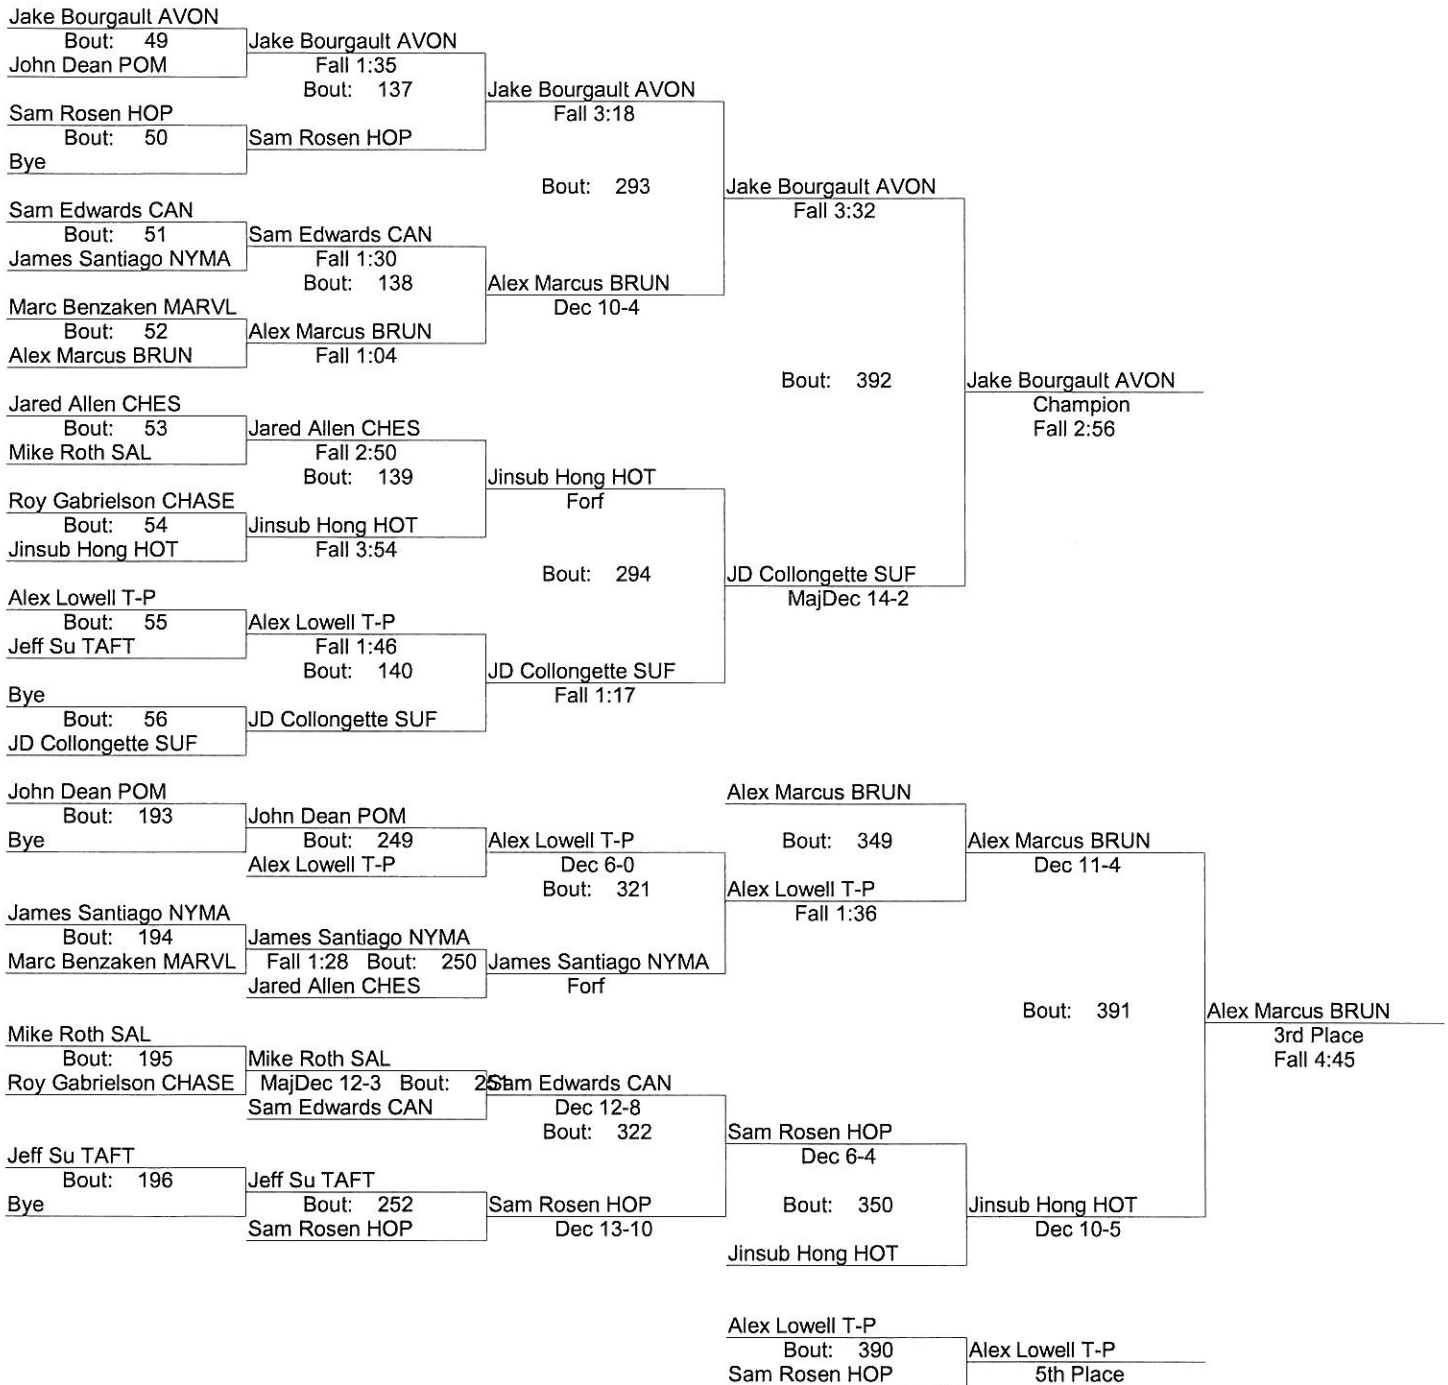 Jake Bourgault AVON
Bout: 49
John Dean POM
Jake Bourgault AVON
Fall 1:35
Bout: 137
Sam Rosen HOP
Bout: 50
Bye
Sam Rosen HOP
Jake Bourgault AVON
Fall 3:18
Bout: 293
Sam Edwards CAN
Bout: 51
James Santiago NYMA
Sam Edwards CAN
Fall 1:30
Bout: 138
Marc Benzaken MARVL
Bout: 52
Alex Marcus BRUN
Alex Marcus BRUN
Fall 1:04
Alex Marcus BRUN
Dec 10-4
Jake Bourgault AVON
Fall 3:32
Bout: 392
Jared Allen CHES
Bout: 53
Mike Roth SAL
Jared Allen CHES
Fall 2:50
Bout: 139
Roy Gabrielson CHASE
Bout: 54
Jinsub Hong HOT
Jinsub Hong HOT
Fall 3:54
Jinsub Hong HOT
Forf
Bout: 294
Alex Lowell T-P
Bout: 55
Jeff Su TAFT
Alex Lowell T-P
Fall 1:46
Bout: 140
Bye
Bout: 56
JD Collongette SUF
JD Collongette SUF
JD Collongette SUF
Fall 1:17
JD Collongette SUF
MajDec 14-2
Jake Bourgault AVON
Champion
Fall 2:56
John Dean POM
Bout: 193
Bye
John Dean POM
Bout: 249
Alex Lowell T-P
Alex Lowell T-P
Dec 6-0
Bout: 321
James Santiago NYMA
Bout: 194
Marc Benzaken MARVL
James Santiago NYMA
Fall 1:28 Bout: 250
Jared Allen CHES
James Santiago NYMA
Forf
Alex Marcus BRUN
Bout: 349
Alex Lowell T-P
Fall 1:36
Alex Marcus BRUN
Dec 11-4
Bout: 391
Mike Roth SAL
Bout: 195
Roy Gabrielson CHASE
Mike Roth SAL
MajDec 12-3 Bout: 251
Sam Edwards CAN
Sam Edwards CAN
Dec 12-8
Bout: 322
Jeff Su TAFT
Bout: 196
Bye
Jeff Su TAFT
Bout: 252
Sam Rosen HOP
Sam Rosen HOP
Dec 13-10
Sam Rosen HOP
Dec 6-4
Bout: 350
Jinsub Hong HOT
Jinsub Hong HOT
Dec 10-5
Alex Marcus BRUN
3rd Place
Fall 4:45
Alex Lowell T-P
Bout: 390
Sam Rosen HOP
Alex Lowell T-P
5th Place